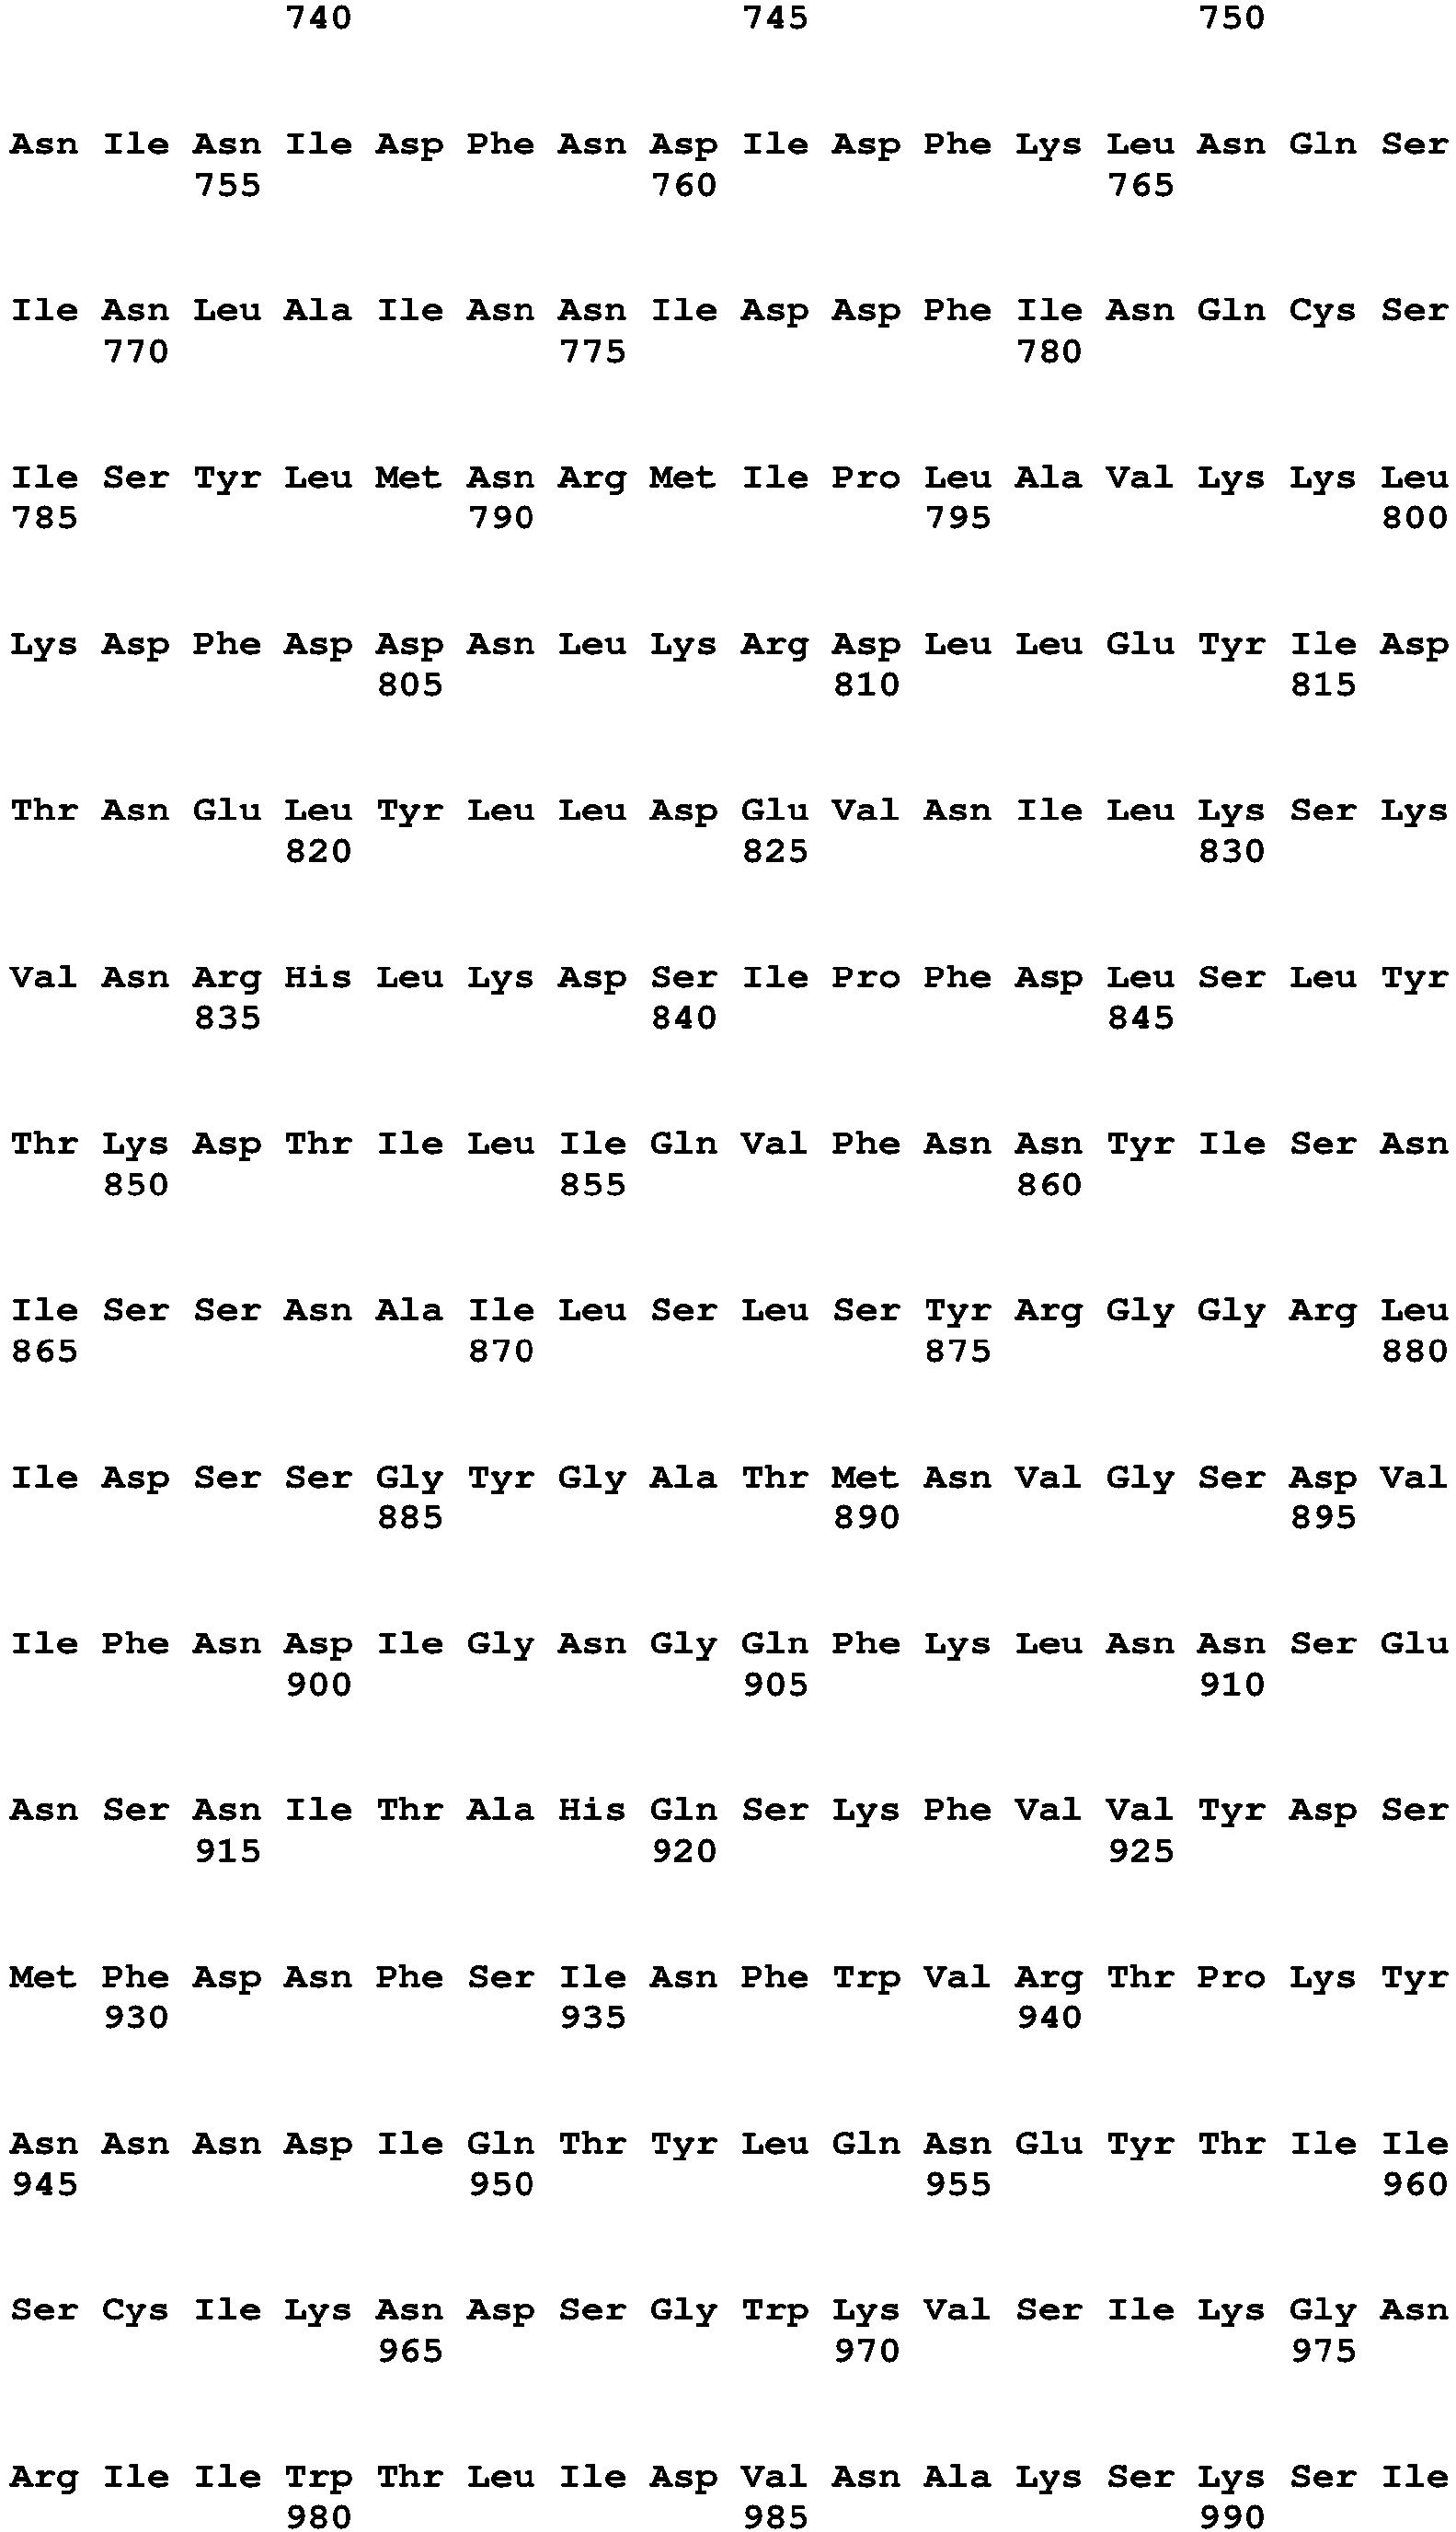 740 745 750
Asn Ile Asn Ile Asp Phe Asn Asp Ile Asp Phe Lys Leu Asn Gln Ser
755 760 765
Ile Asn Leu Ala Ile Asn Asn Ile Asp Asp Phe Ile Asn Gln Cys Ser
770 775 780
Ile Ser Tyr Leu Met Asn Arg Met Ile Pro Leu Ala Val Lys Lys Leu
785 790 795 800
Lys Asp Phe Asp Asp Asn Leu Lys Arg Asp Leu Leu Glu Tyr Ile Asp
805 810 815
Thr Asn Glu Leu Tyr Leu Leu Asp Glu Val Asn Ile Leu Lys Ser Lys
820 825 830
Val Asn Arg His Leu Lys Asp Ser Ile Pro Phe Asp Leu Ser Leu Tyr
835 840 845
Thr Lys Asp Thr Ile Leu Ile Gln Val Phe Asn Asn Tyr Ile Ser Asn
850 855 860
Ile Ser Ser Asn Ala Ile Leu Ser Leu Ser Tyr Arg Gly Gly Arg Leu
865 870 875 880
Ile Asp Ser Ser Gly Tyr Gly Ala Thr Met Asn Val Gly Ser Asp Val
885 890 895
Ile Phe Asn Asp Ile Gly Asn Gly Gln Phe Lys Leu Asn Asn Ser Glu
900 905 910
Asn Ser Asn Ile Thr Ala His Gln Ser Lys Phe Val Val Tyr Asp Ser
915 920 925
Met Phe Asp Asn Phe Ser Ile Asn Phe Trp Val Arg Thr Pro Lys Tyr
930 935 940
Asn Asn Asn Asp Ile Gln Thr Tyr Leu Gln Asn Glu Tyr Thr Ile Ile
945 950 955 960
Ser Cys Ile Lys Asn Asp Ser Gly Trp Lys Val Ser Ile Lys Gly Asn
965 970 975
Arg Ile Ile Trp Thr Leu Ile Asp Val Asn Ala Lys Ser Lys Ser Ile
980 985 990